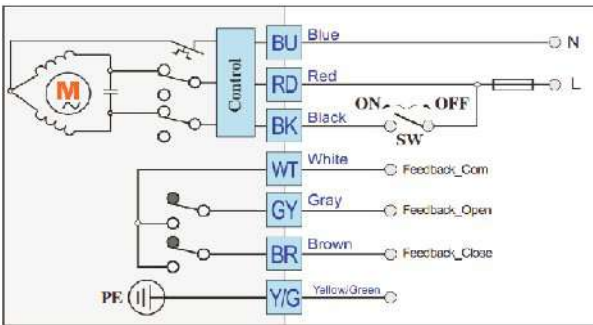 BU Blue N
M
Control
RD Red L
ON OFF
BK Black
SW
WT White Feedback_Com
GY Gray Feedback_Open
BR Brown Feedback_Close
PE Y/G Yellow/Green